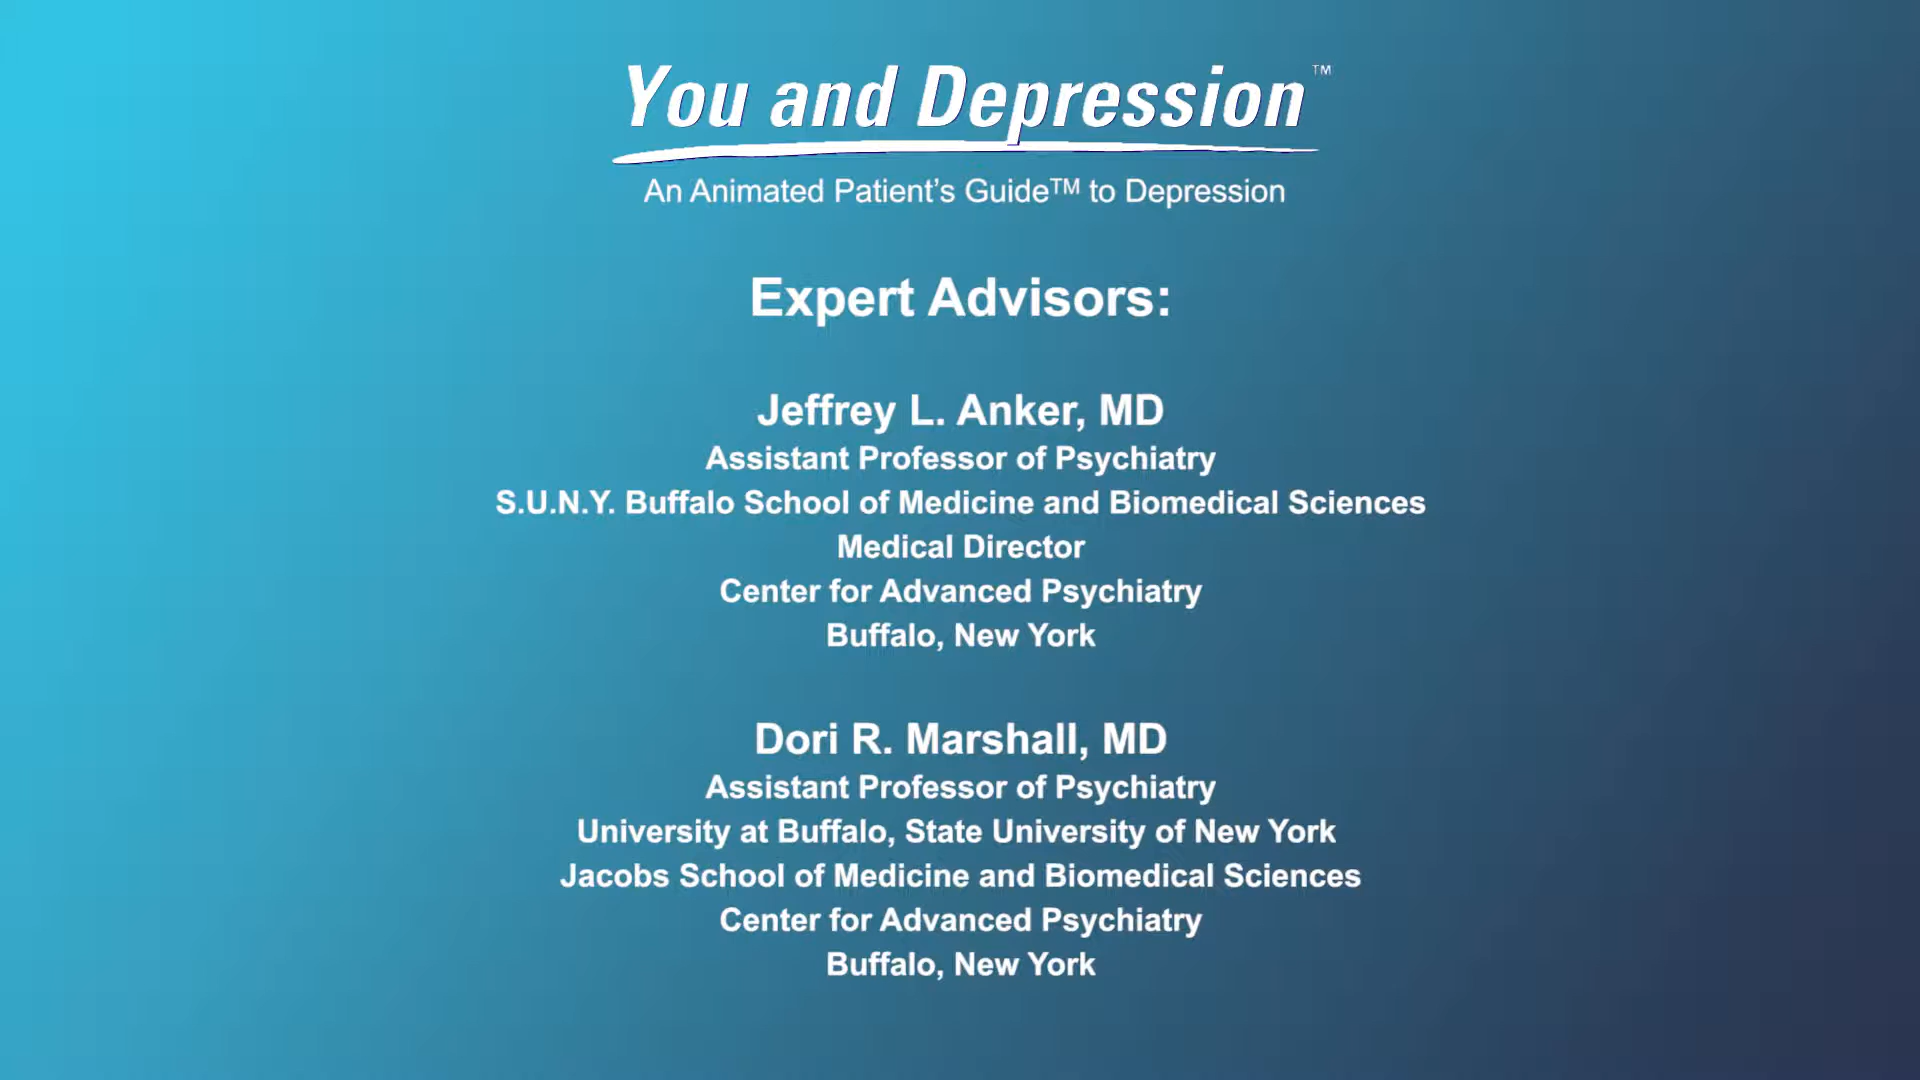 You and Depression™
An Animated Patient’s Guide™ to Depression
Expert Advisors:
Jeffrey L. Anker, MD
Assistant Professor of Psychiatry
S.U.N.Y. Buffalo School of Medicine and Biomedical Sciences
Medical Director
Center for Advanced Psychiatry
Buffalo, New York
Dori R. Marshall, MD
Assistant Professor of Psychiatry
University at Buffalo, State University of New York
Jacobs School of Medicine and Biomedical Sciences
Center for Advanced Psychiatry
Buffalo, New York